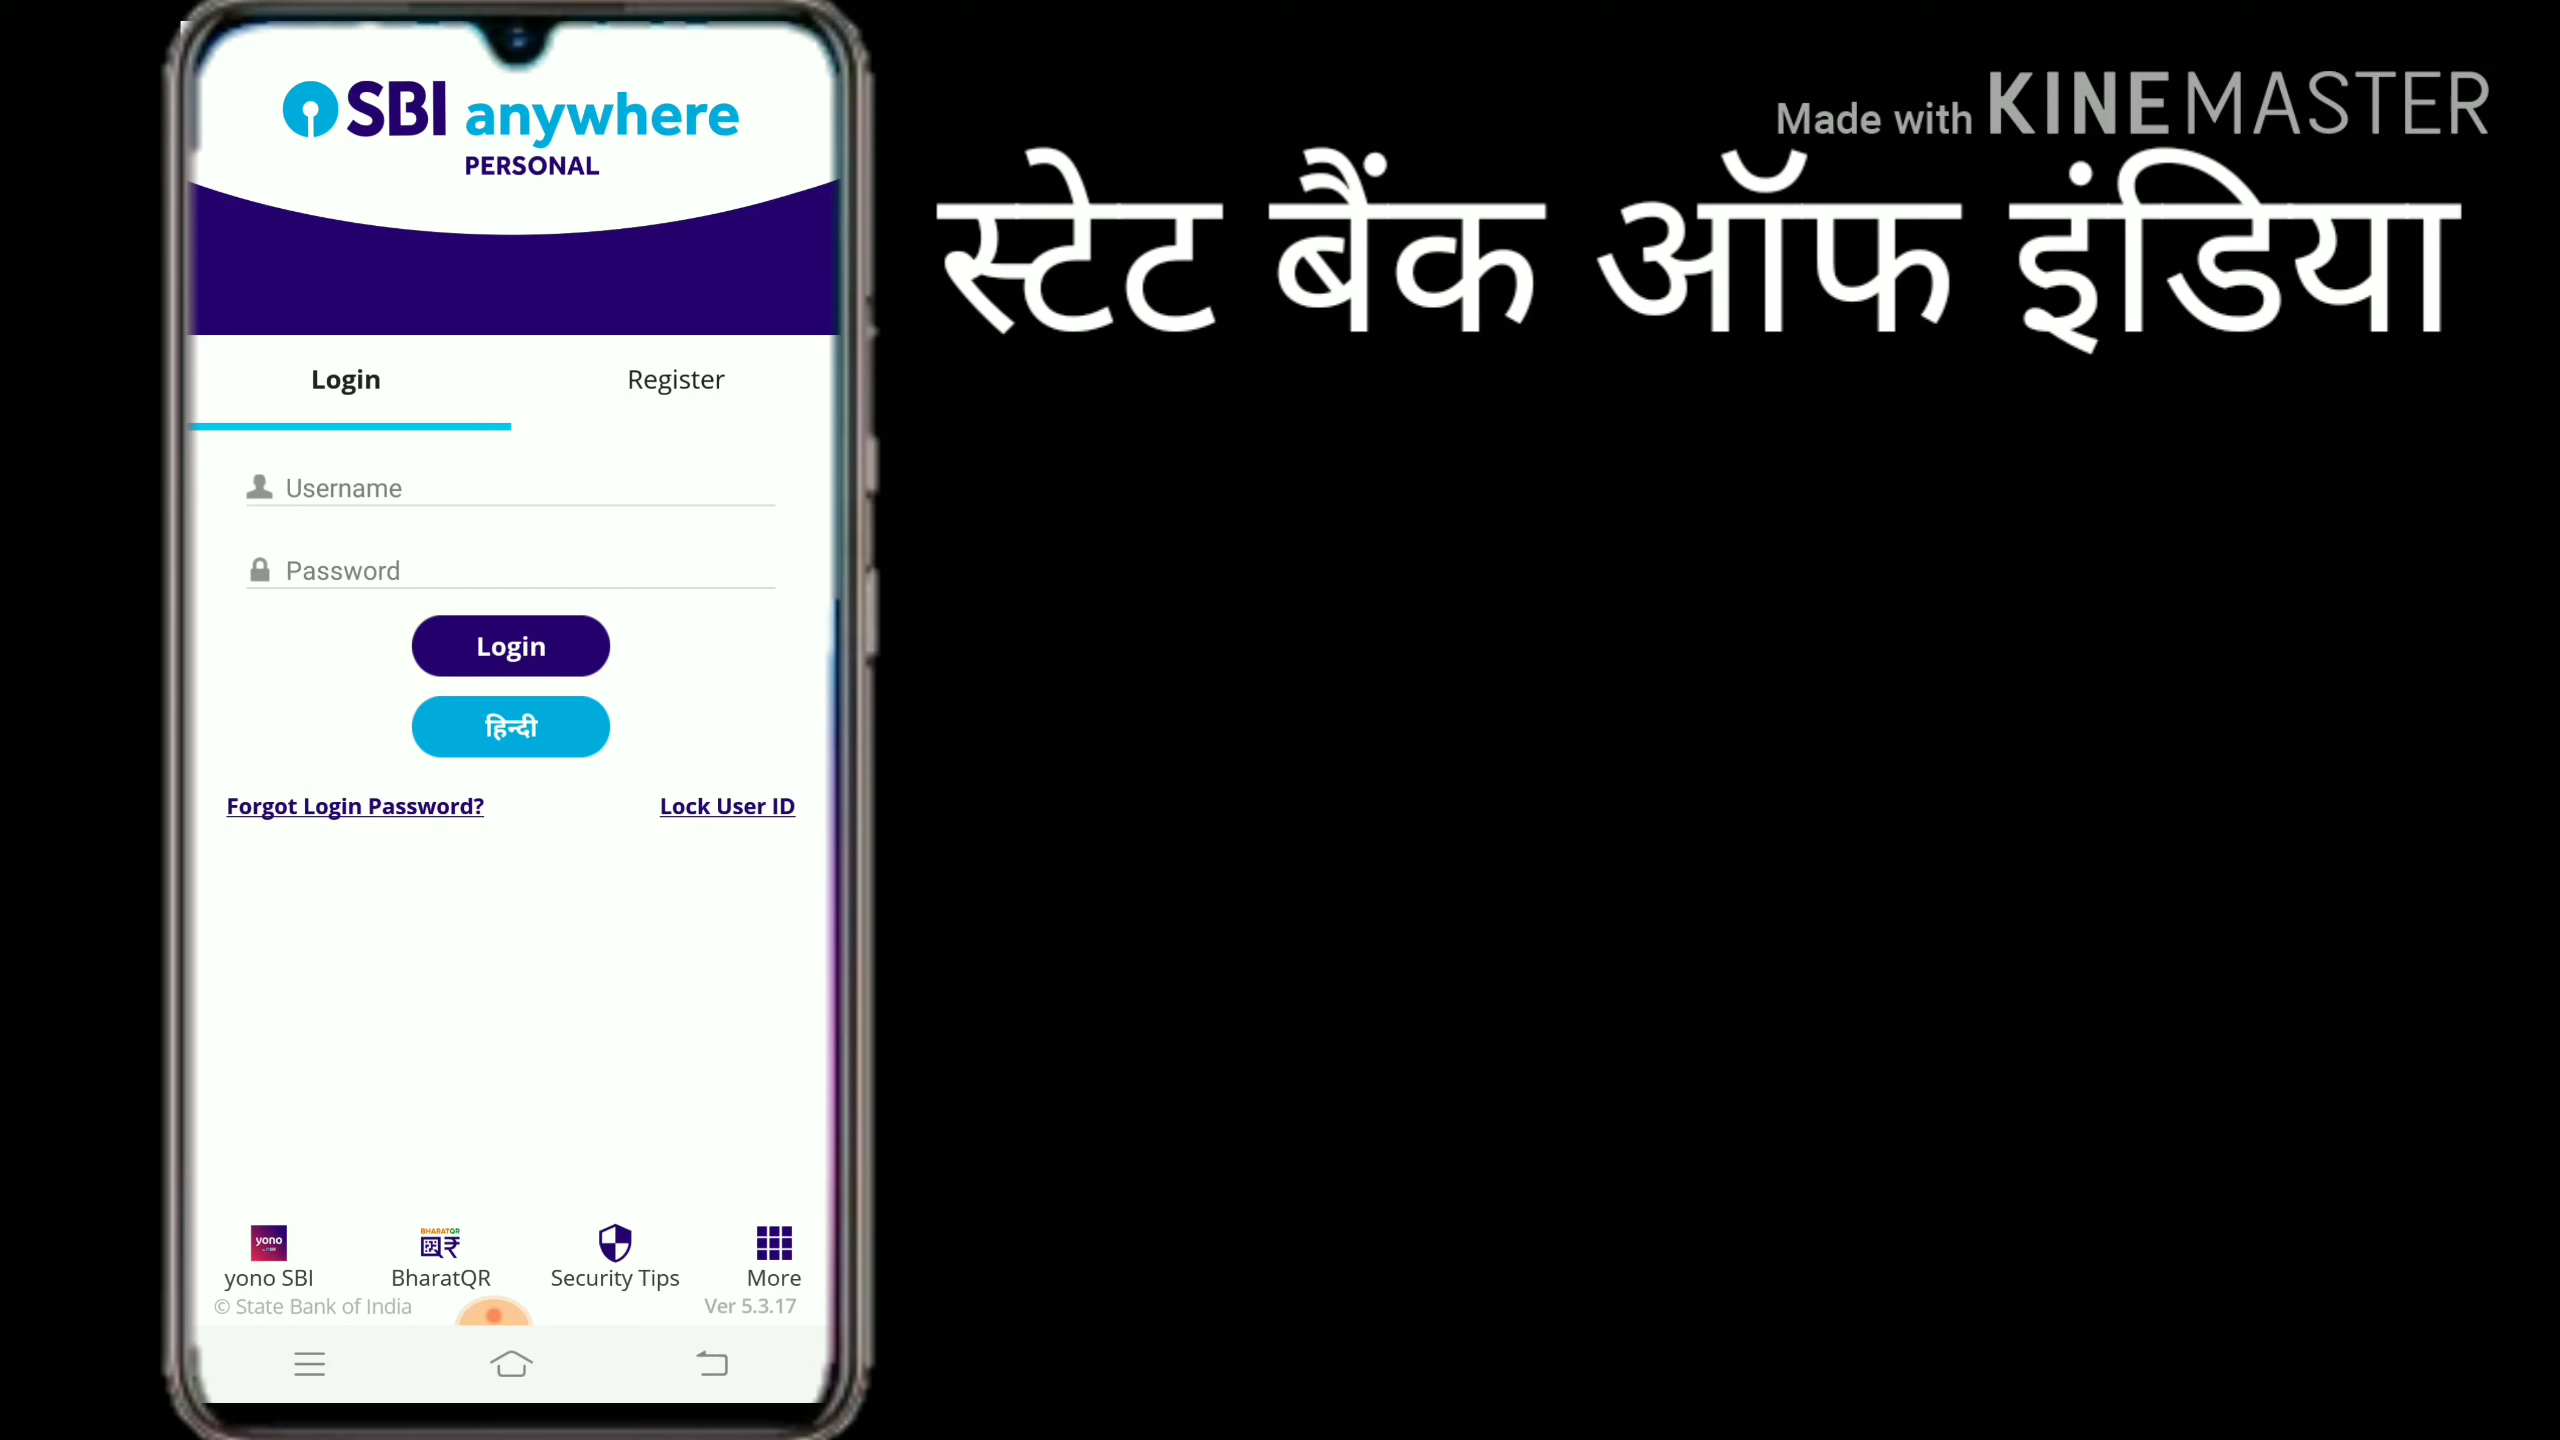 SBI anywhere
PERSONAL
Made with KINEMASTER
स्टेट बैंक ऑफ इंडिया
Login
Register
Username
Password
Login
हिन्दी
Forgot Login Password?
Lock User ID
yono
BHARATQR
yono SBI
BharatQR
Security Tips
More
© State Bank of India
Ver 5.3.17